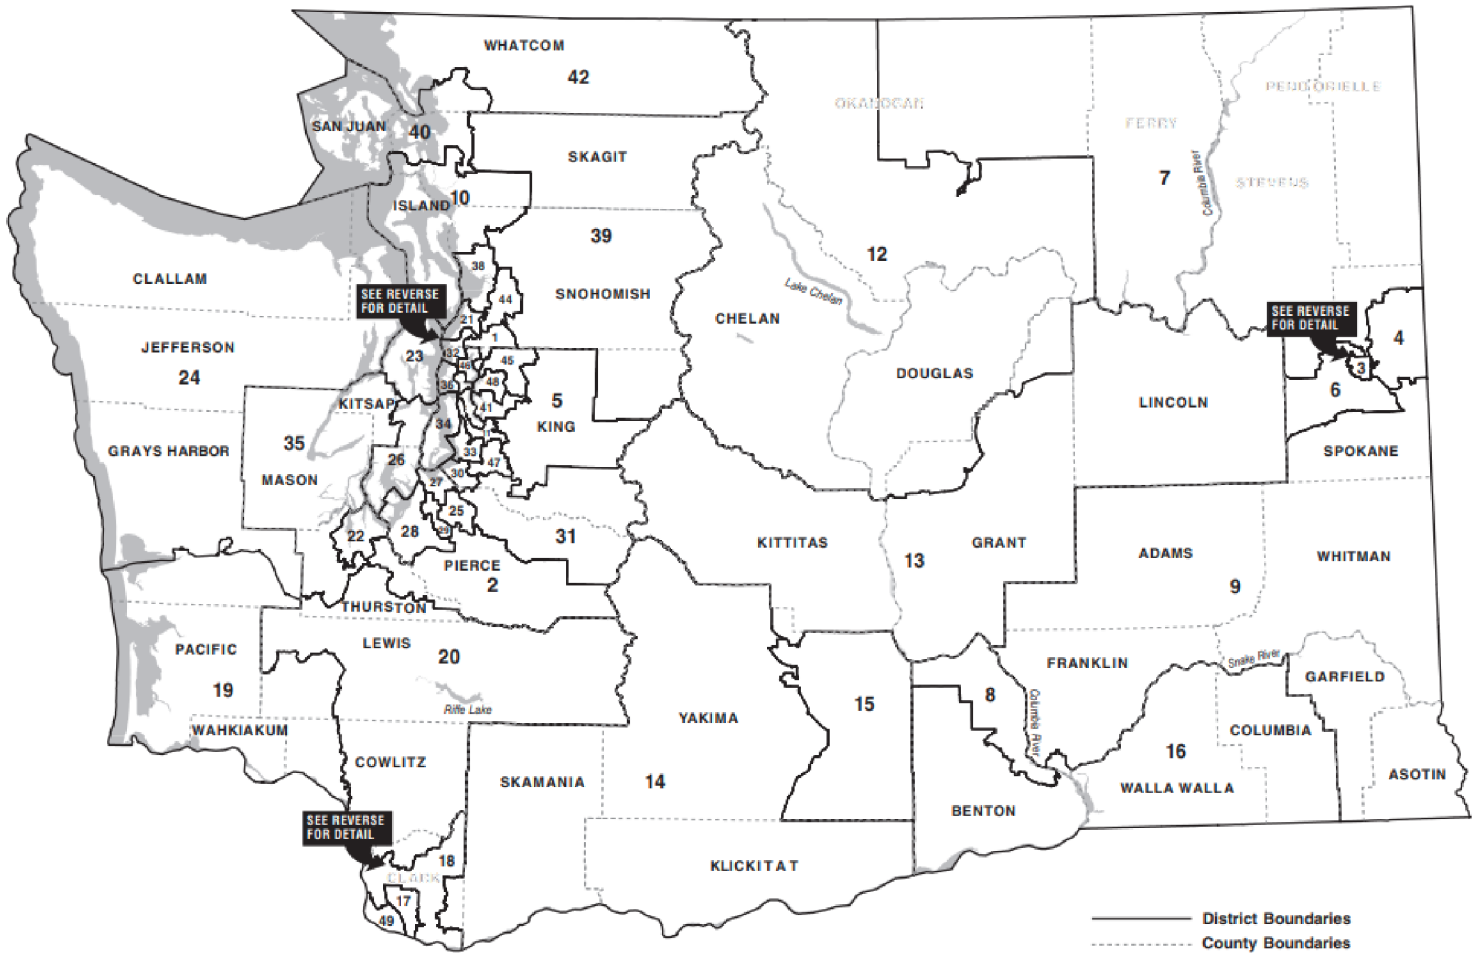 WHATCOM
42
OKANOGAN
PEND OREILLE
FERRY
SAN JUAN
40
SKAGIT
STEVENS
Columbia River
7
10
ISLAND
39
12
CLALLAM
38
SNOHOMISH
Lake Chelan
SEE REVERSE
FOR DETAIL
44
21
CHELAN
SEE REVERSE
FOR DETAIL
4
1
JEFFERSON
23
32
45
46
24
48
36
DOUGLAS
3
6
KITSAP
5
41
LINCOLN
34
KING
11
35
GRAYS HARBOR
33
SPOKANE
26
47
30
MASON
27
25
28
29
22
31
KITTITAS
GRANT
13
ADAMS
WHITMAN
PIERCE
2
9
THURSTON
LEWIS
20
PACIFIC
FRANKLIN
Snake River
GARFIELD
19
8
Columbia River
15
Riffe Lake
YAKIMA
WAHKIAKUM
COLUMBIA
16
COWLITZ
SKAMANIA
14
WALLA WALLA
ASOTIN
BENTON
SEE REVERSE
FOR DETAIL
18
KLICKITAT
CLARK
17
49
District Boundaries
County Boundaries